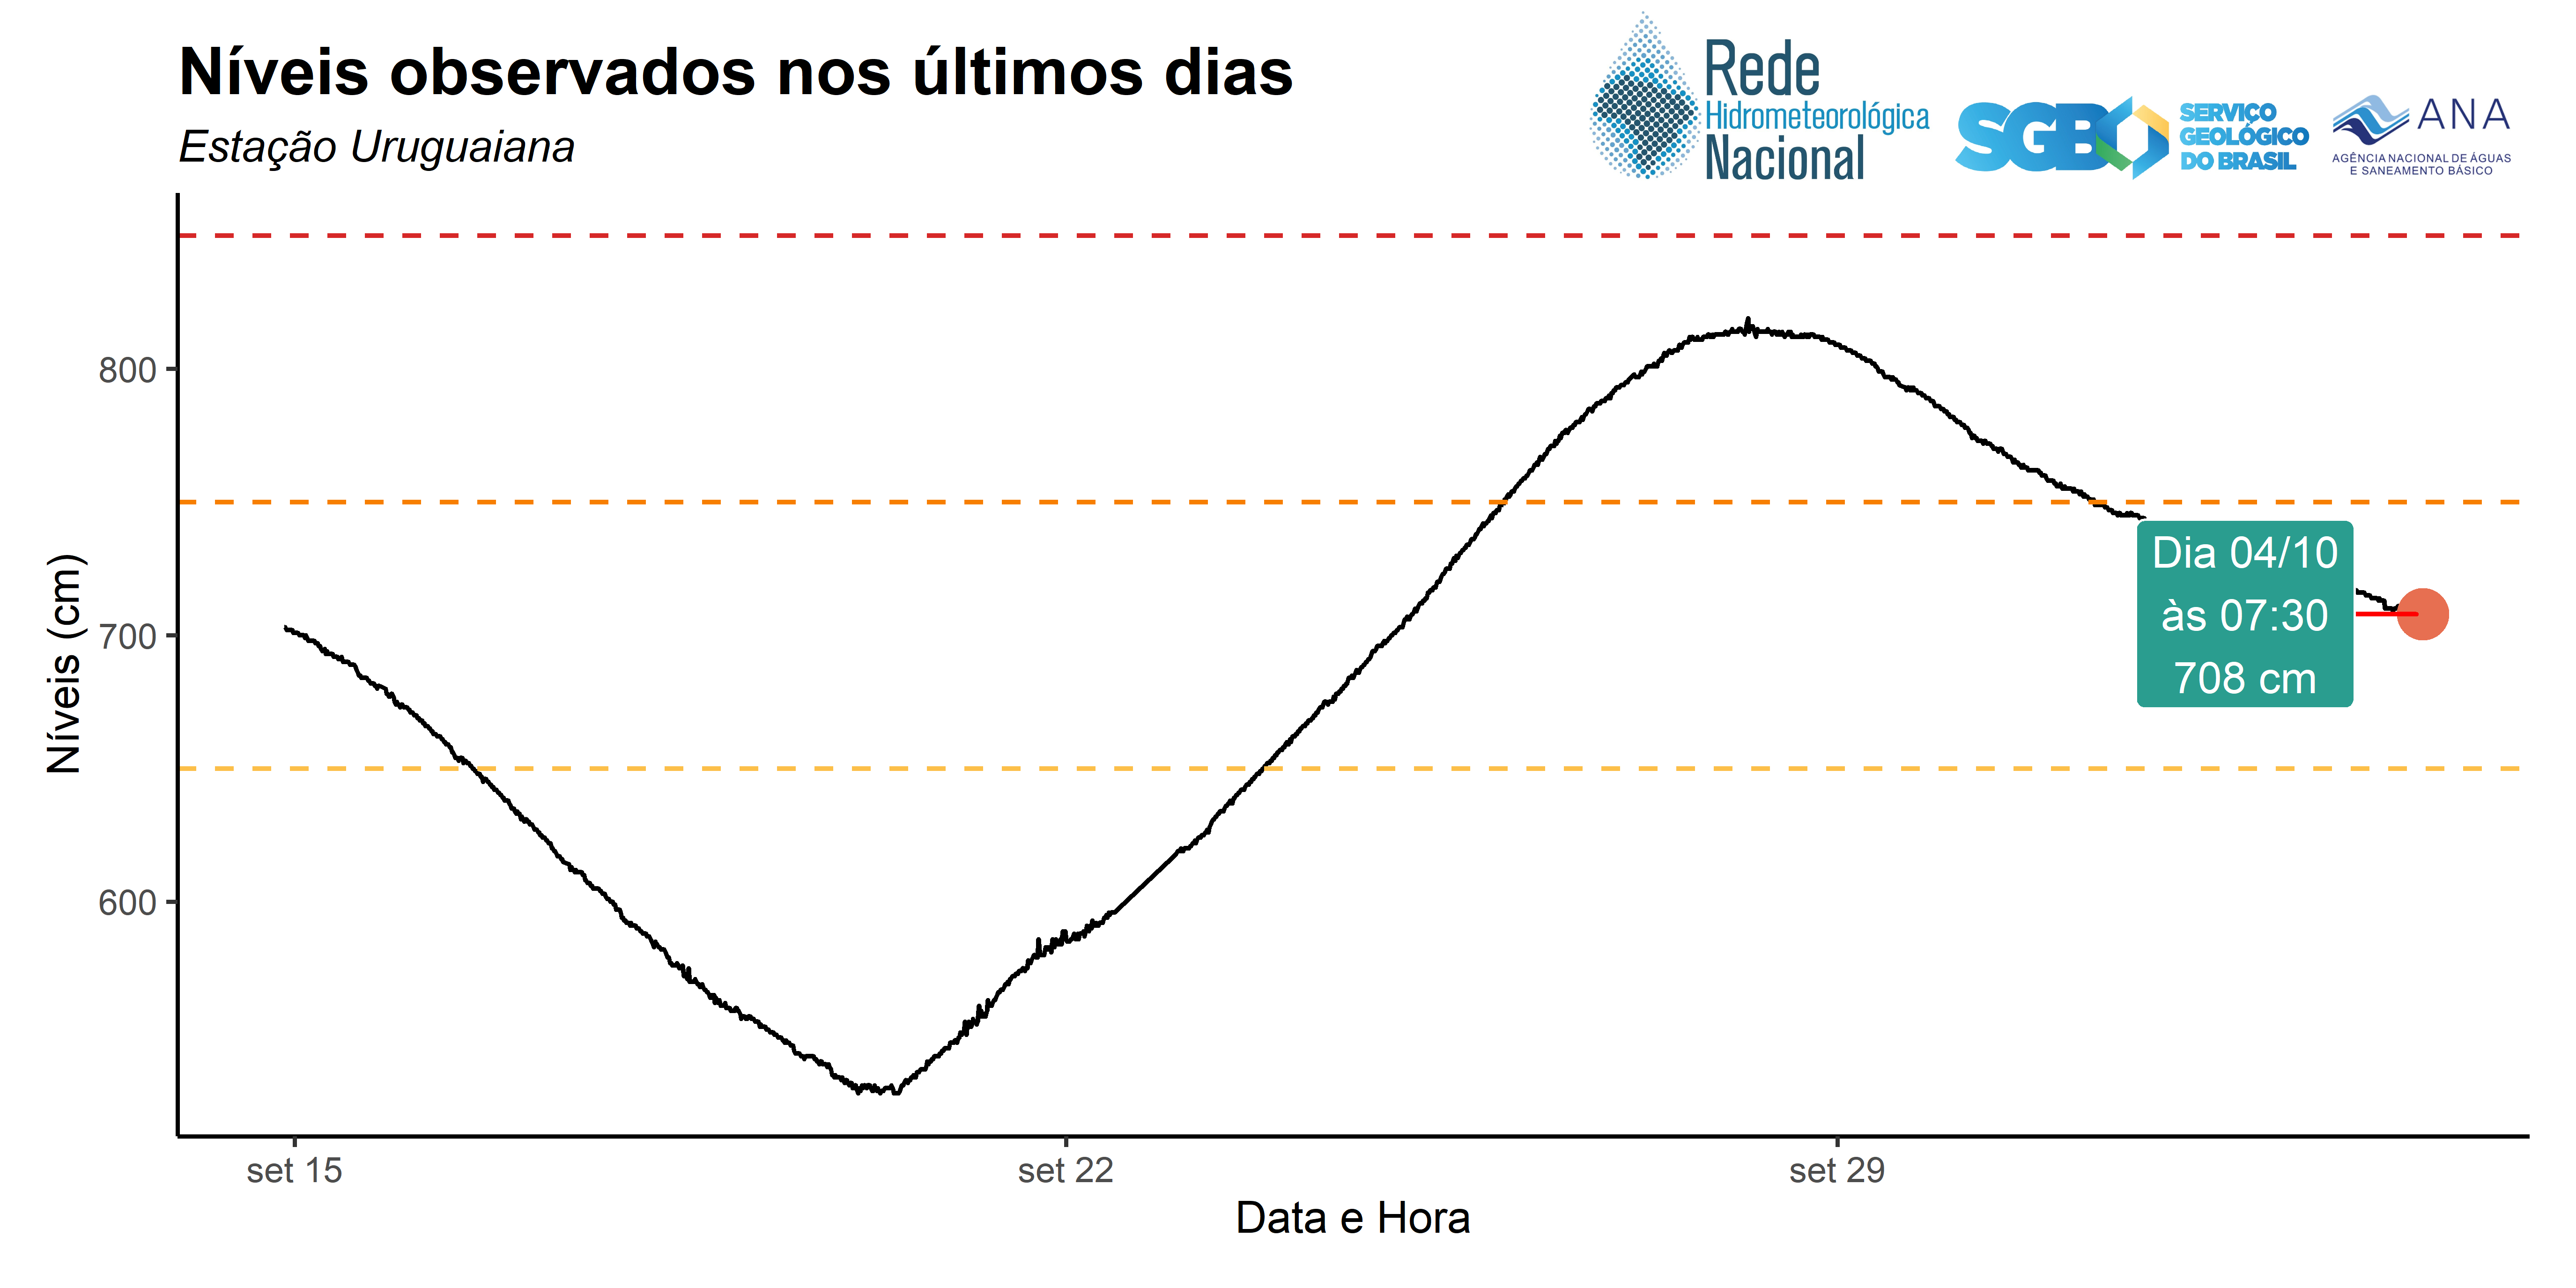 Níveis observados nos últimos dias
Estação Uruguaiana
Rede
Hidrometeorológica
Nacional
SGB
SERVIÇO
GEOLÓGICO
DO BRASIL
ANA
AGÊNCIA NACIONAL DE ÁGUAS
E SANEAMENTO BÁSICO
Níveis (cm)
800
700
600
Dia 04/10
às 07:30
708 cm
set 15
set 22
set 29
Data e Hora